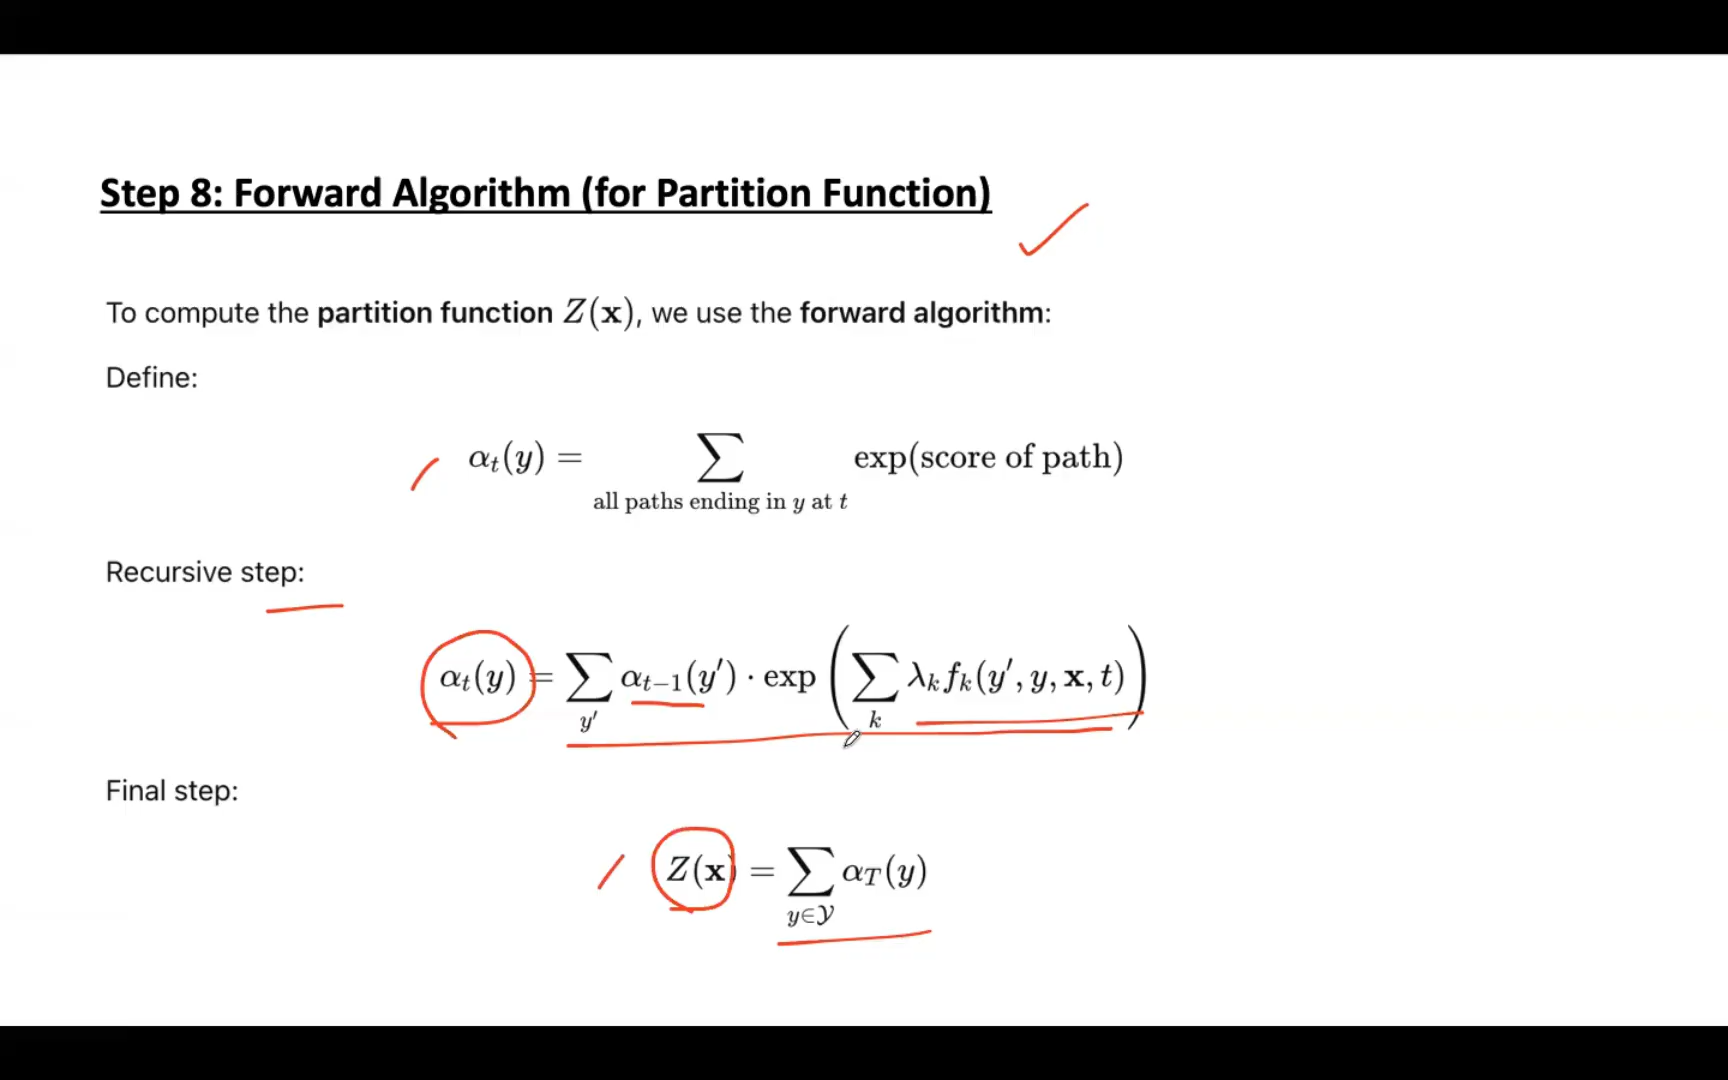 Step 8: Forward Algorithm (for Partition Function)
To compute the partition function Z(x), we use the forward algorithm:
Define:
αₜ(y) = ∑ exp(score of path)
all paths ending in y at t
Recursive step:
αₜ(y) = ∑ αₜ₋₁(y′) · exp(∑ λₖfₖ(y′, y, x, t))
y′ k
Final step:
Z(x) = ∑ α_T(y)
y∈𝒴